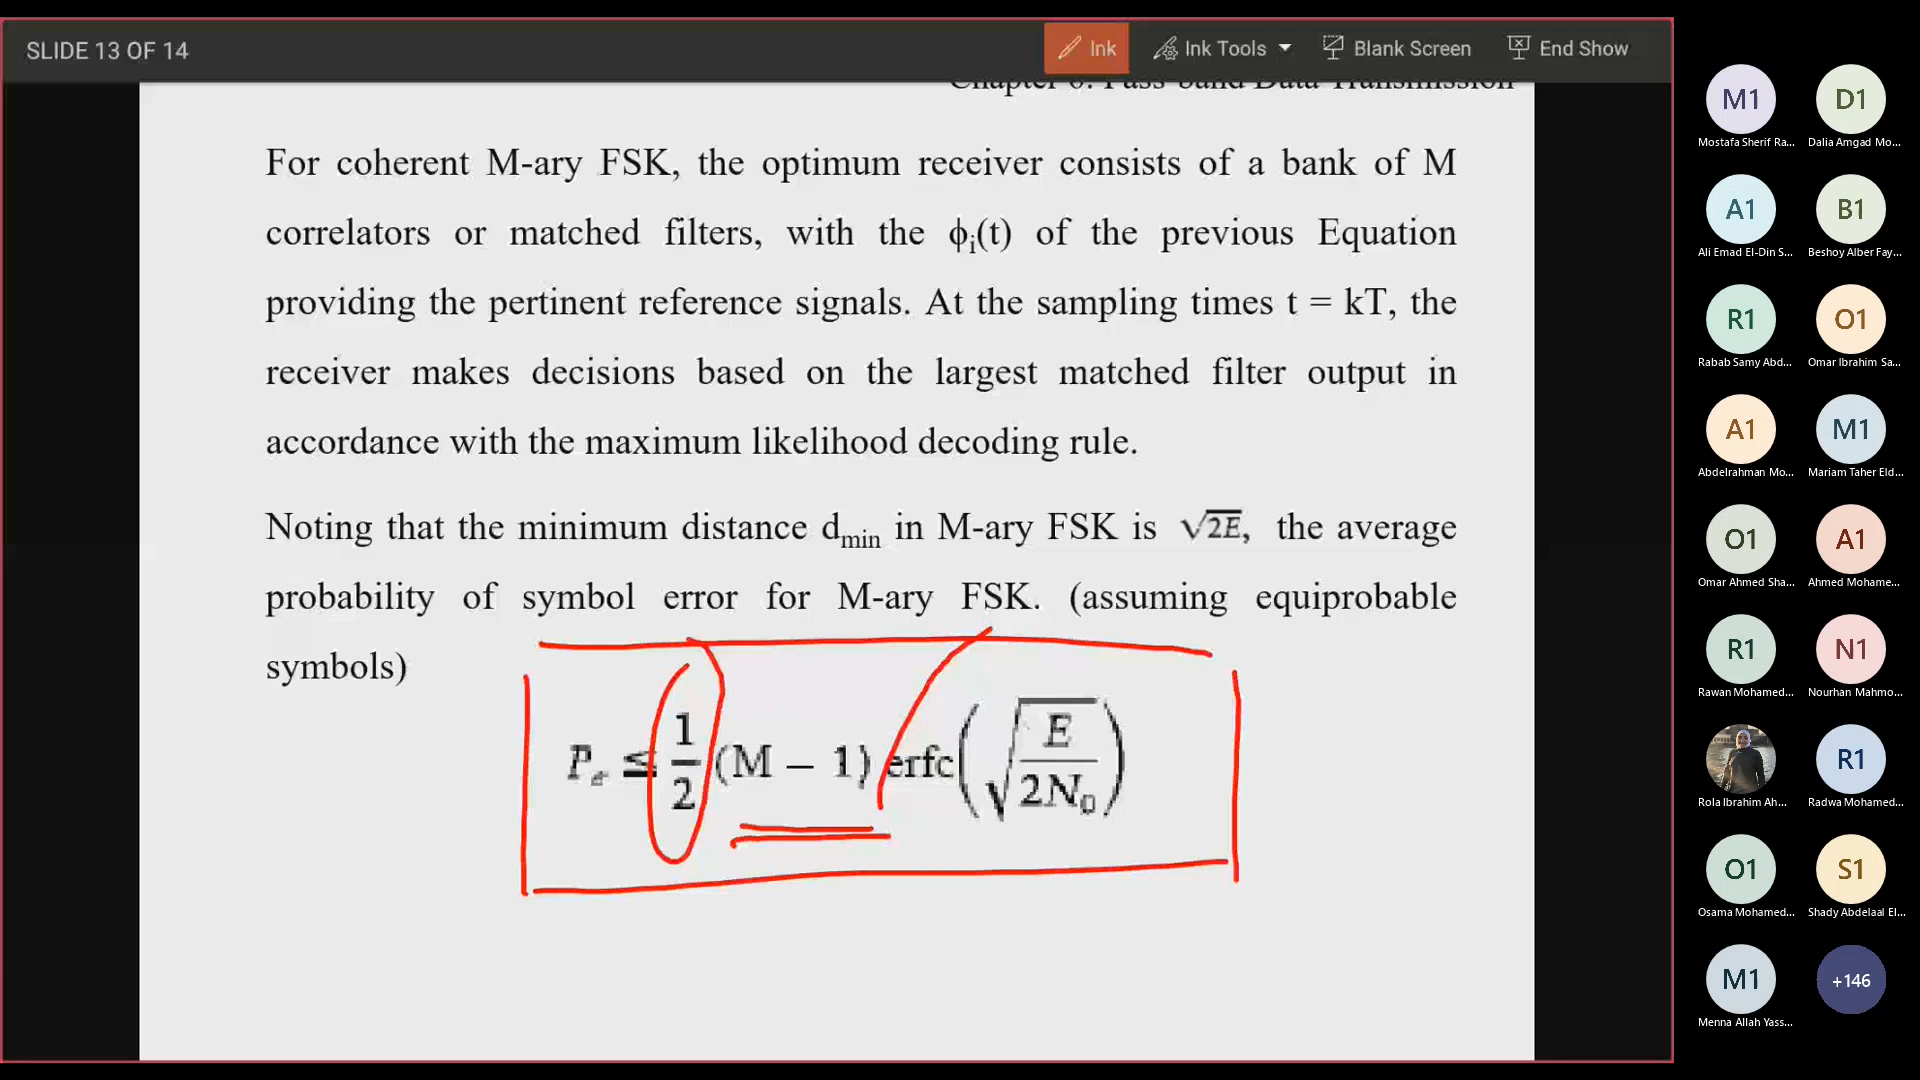 SLIDE 13 OF 14
Ink
Ink Tools
Blank Screen
End Show
Chapter 6: Pass-band Data Transmission
For coherent M-ary FSK, the optimum receiver consists of a bank of M
correlators or matched filters, with the ϕi(t) of the previous Equation
providing the pertinent reference signals. At the sampling times t = kT, the
receiver makes decisions based on the largest matched filter output in
accordance with the maximum likelihood decoding rule.
Noting that the minimum distance dmin in M-ary FSK is √2E, the average
probability of symbol error for M-ary FSK. (assuming equiprobable
symbols)
Pe ≤ 1/2 (M − 1) erfc(√(E/2N0))
M1 D1
Mostafa Sherif Ra... Dalia Amgad Mo...
A1 B1
Ali Emad El-Din S... Beshoy Alber Fay...
R1 O1
Rabab Samy Abd... Omar Ibrahim Sa...
A1 M1
Abdelrahman Mo... Mariam Taher Eld...
O1 A1
Omar Ahmed Sha... Ahmed Mohame...
R1 N1
Rawan Mohamed... Nourhan Mahmo...
R1
Rola Ibrahim Ah... Radwa Mohamed...
O1 S1
Osama Mohamed... Shady Abdelaal El...
M1 +146
Menna Allah Yass...